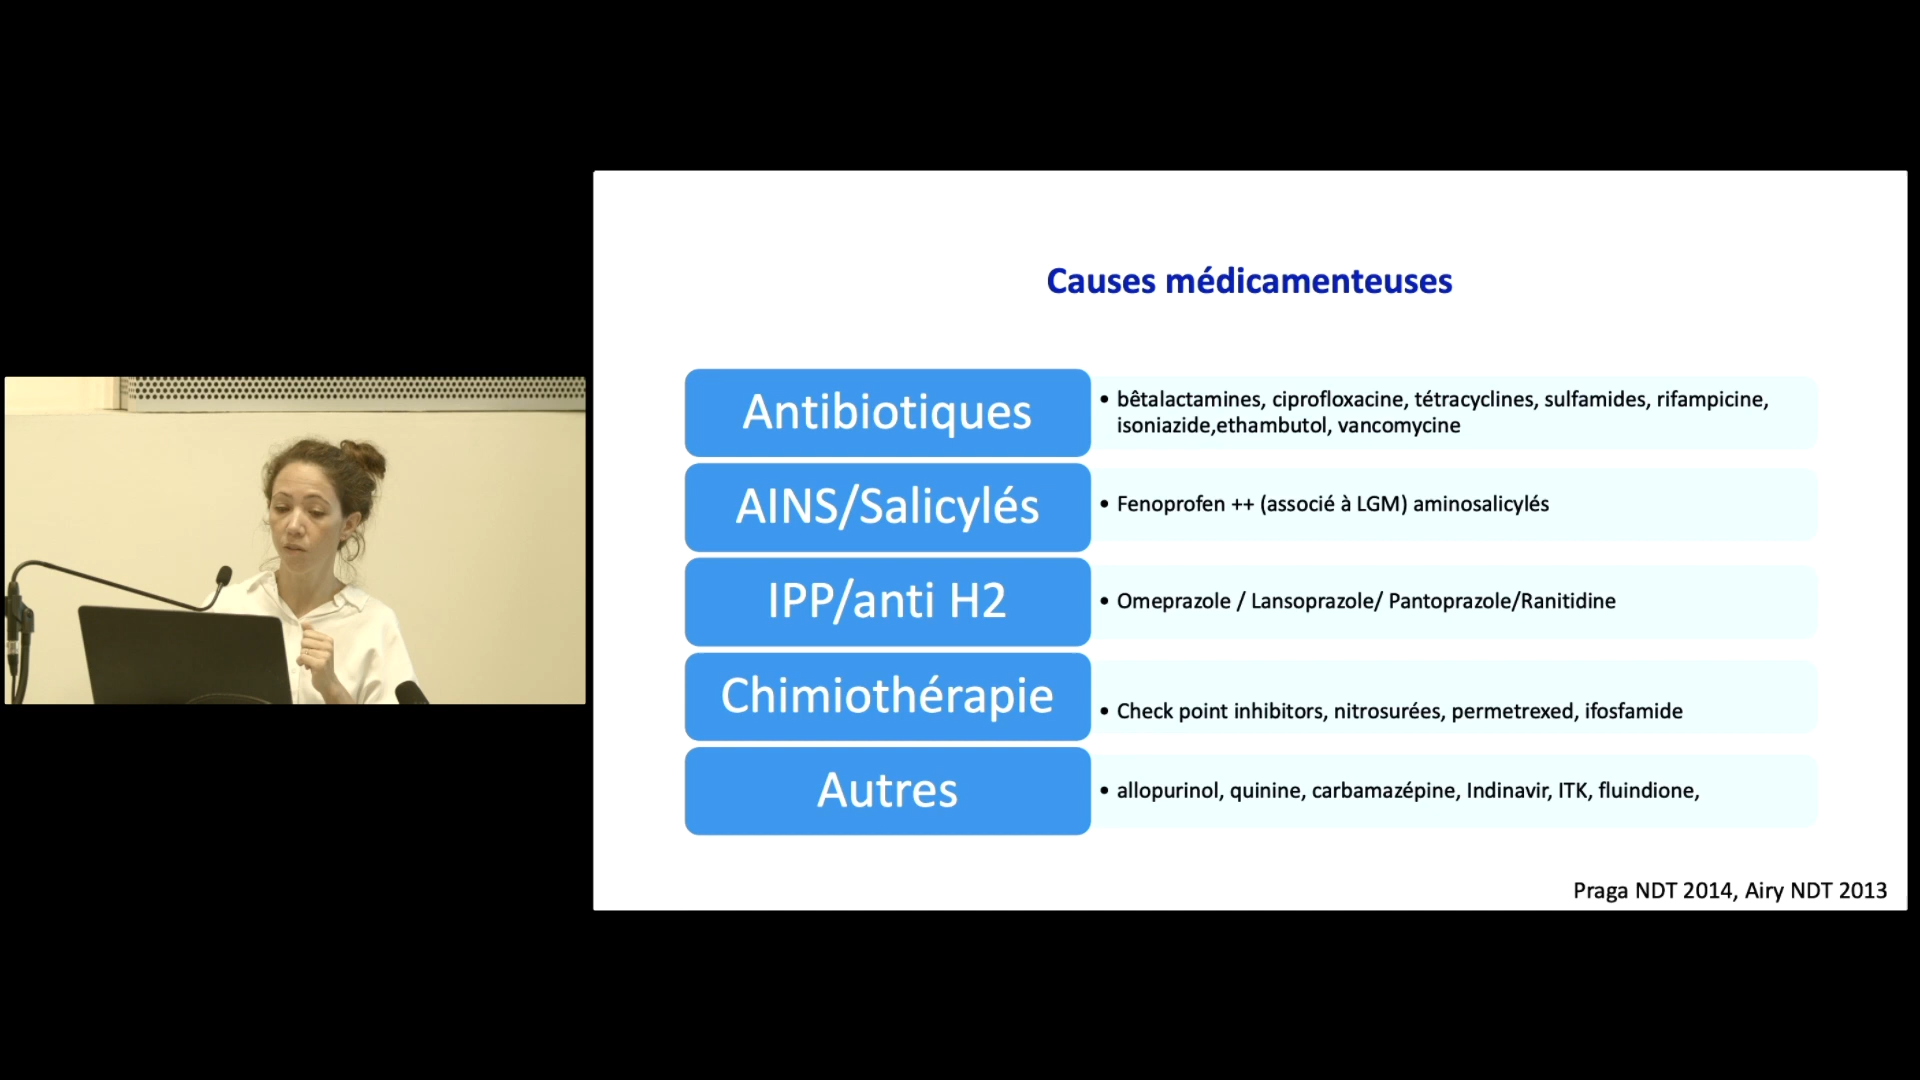 Causes médicamenteuses
Antibiotiques
• bêtalactamines, ciprofloxacine, tétracyclines, sulfamides, rifampicine,
isoniazide,ethambutol, vancomycine
AINS/Salicylés
• Fenoprofen ++ (associé à LGM) aminosalicylés
IPP/anti H2
• Omeprazole / Lansoprazole/ Pantoprazole/Ranitidine
Chimiothérapie
• Check point inhibitors, nitrosurées, permetrexed, ifosfamide
Autres
• allopurinol, quinine, carbamazépine, Indinavir, ITK, fluindione,
Praga NDT 2014, Airy NDT 2013